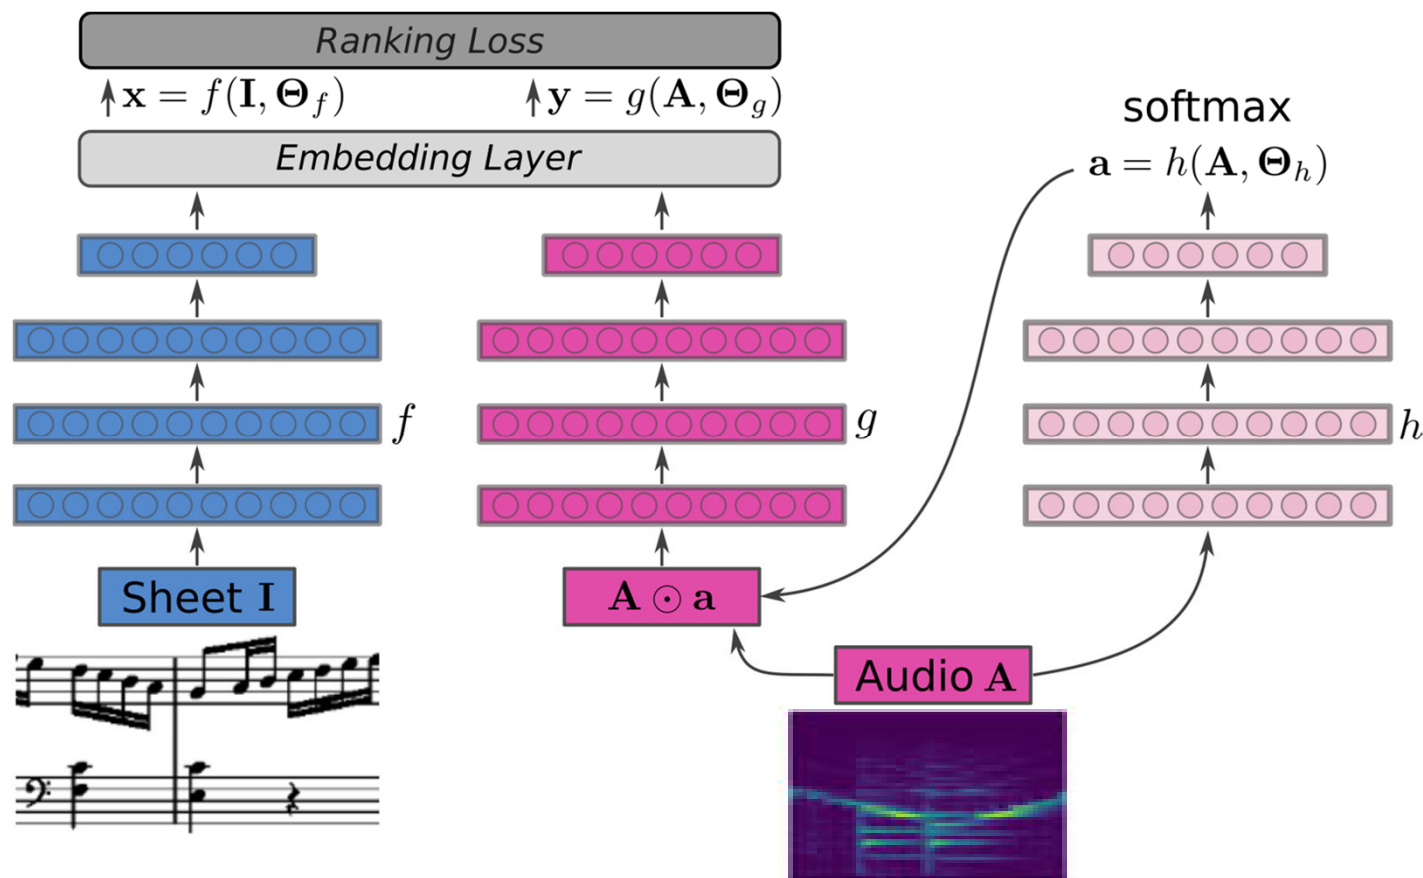 Ranking Loss
x = f(I, Θ_f)
y = g(A, Θ_g)
Embedding Layer
softmax
a = h(A, Θ_h)
f
g
h
Sheet I
A ⊙ a
Audio A